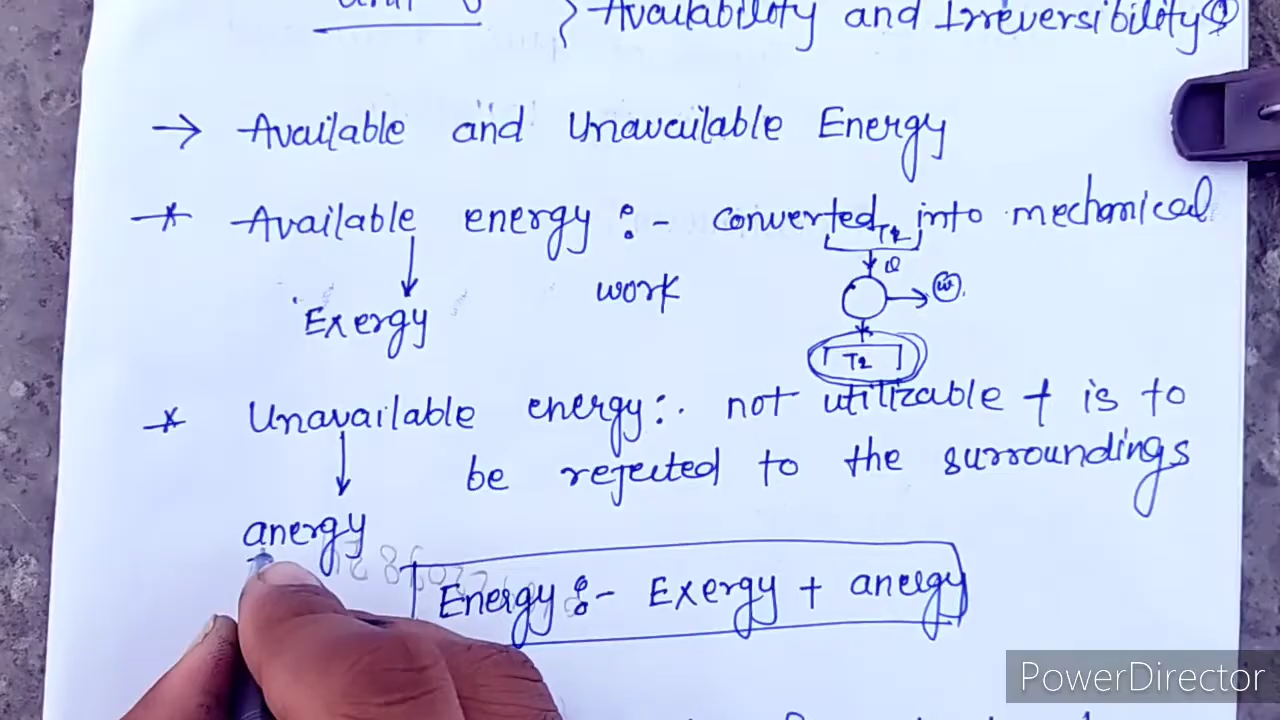 } Availability and Irreversibility
→ Available and Unavailable Energy
* Available energy :- converted into mechanical
work
Exergy
Q
W
T2
* Unavailable energy:. not utilizable + is to
be rejected to the surroundings
anergy
Energy :- Exergy + anergy
PowerDirector